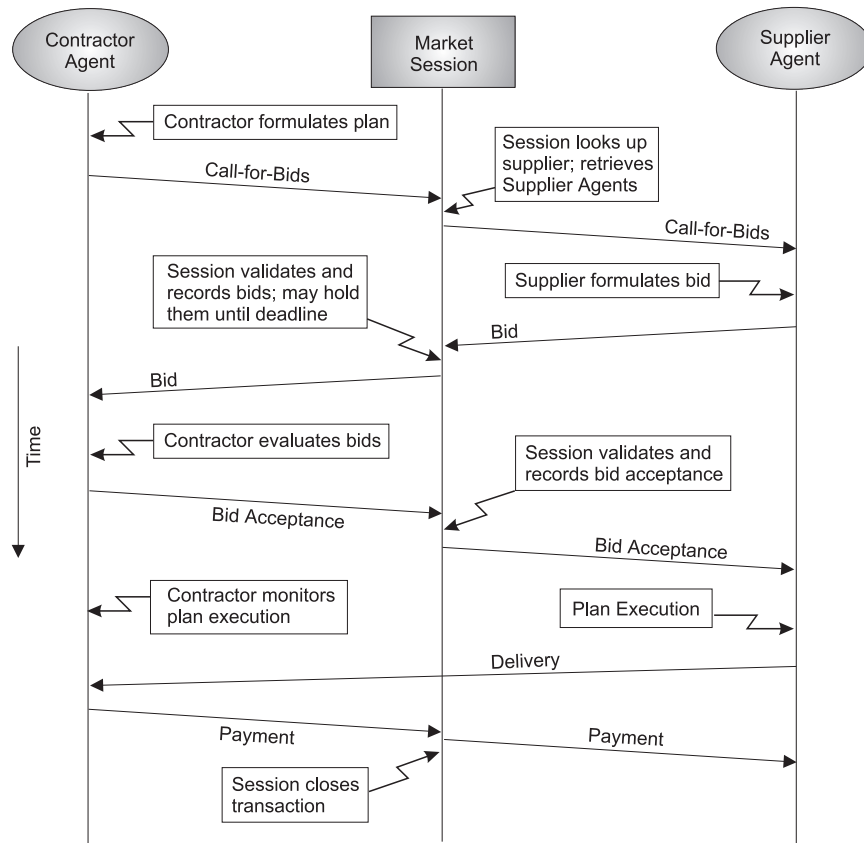 Contractor
Agent
Market
Session
Supplier
Agent
Contractor formulates plan
Session looks up
supplier; retrieves
Supplier Agents
Call-for-Bids
Call-for-Bids
Session validates and
records bids; may hold
them until deadline
Supplier formulates bid
Bid
Bid
Time
Contractor evaluates bids
Session validates and
records bid acceptance
Bid Acceptance
Bid Acceptance
Contractor monitors
plan execution
Plan Execution
Delivery
Payment
Payment
Session closes
transaction